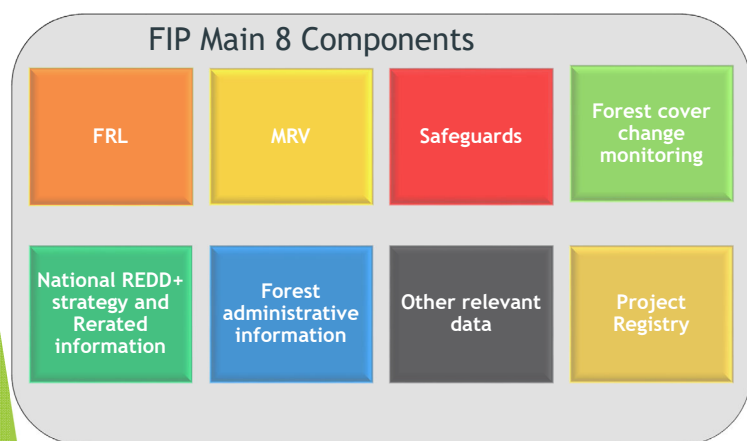 FIP Main 8 Components
FRL
MRV
Safeguards
Forest cover
change
monitoring
National REDD+
strategy and
Rerated
information
Forest
administrative
information
Other relevant
data
Project
Registry